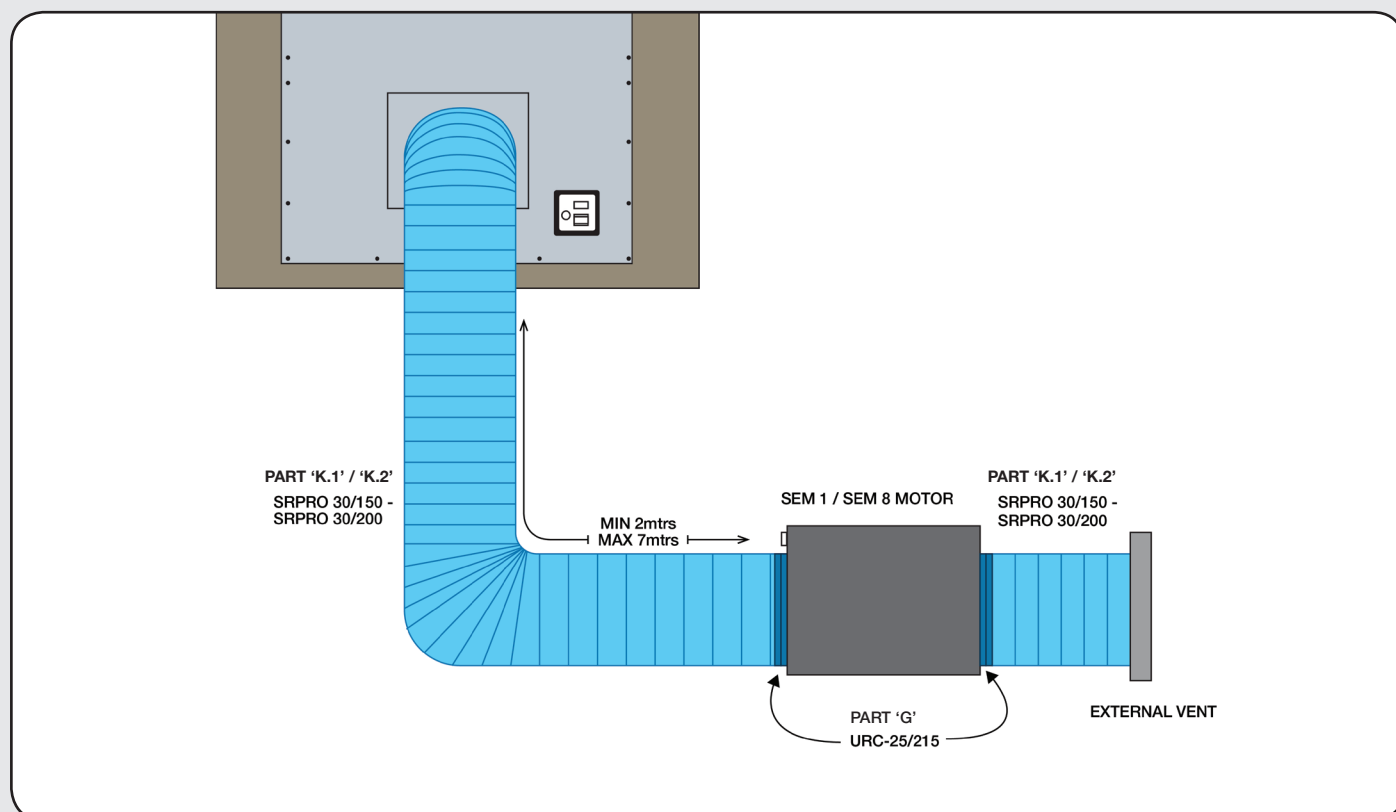 PART ‘K.1’ / ‘K.2’
SRPRO 30/150 -
SRPRO 30/200
MIN 2mtrs
MAX 7mtrs
SEM 1 / SEM 8 MOTOR
PART ‘K.1’ / ‘K.2’
SRPRO 30/150 -
SRPRO 30/200
PART ‘G’
URC-25/215
EXTERNAL VENT